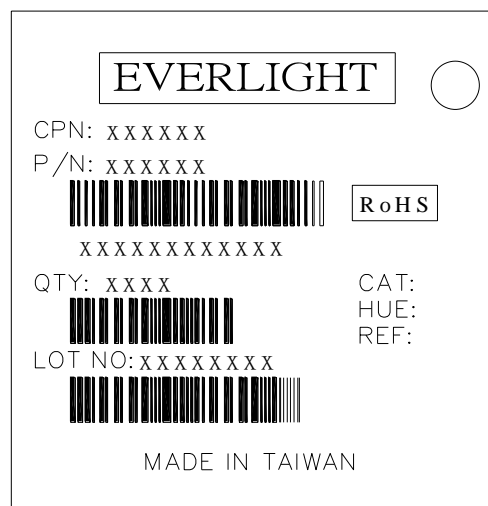 EVERLIGHT
CPN: XXXXXX
P/N: XXXXXX
RoHS
XXXXXXXXXXXX
QTY: XXXX
CAT:
HUE:
REF:
LOT NO: XXXXXXXX
MADE IN TAIWAN